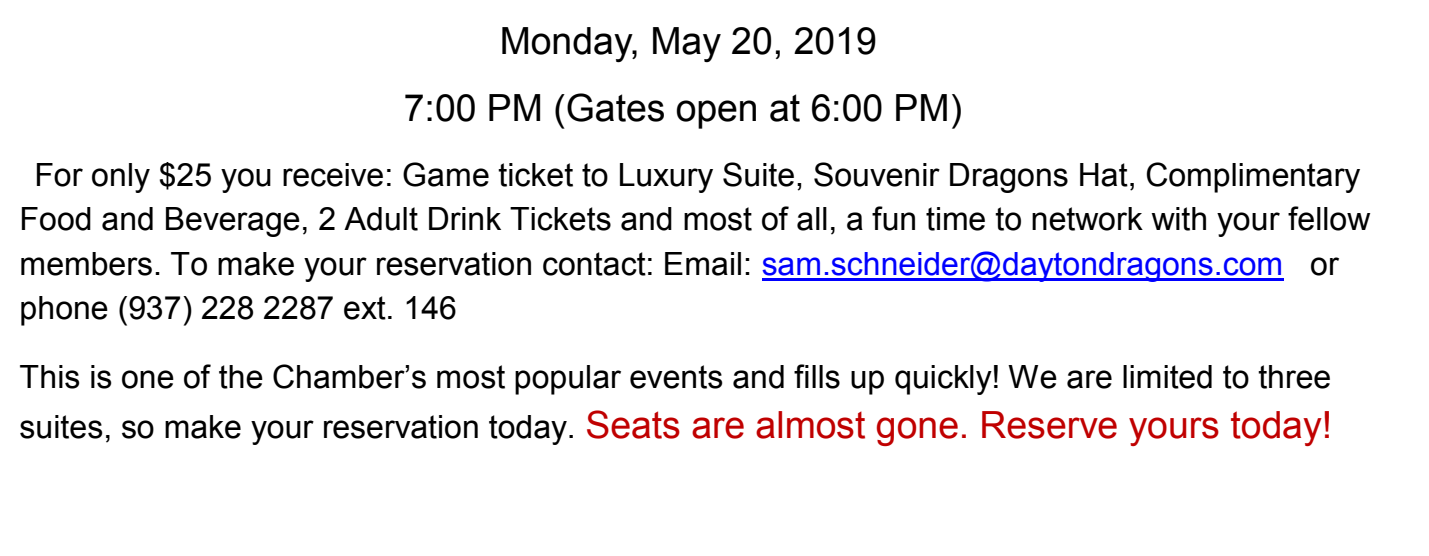 Monday, May 20, 2019
7:00 PM (Gates open at 6:00 PM)
For only $25 you receive: Game ticket to Luxury Suite, Souvenir Dragons Hat, Complimentary
Food and Beverage, 2 Adult Drink Tickets and most of all, a fun time to network with your fellow
members. To make your reservation contact: Email: sam.schneider@daytondragons.com or
phone (937) 228 2287 ext. 146
This is one of the Chamber’s most popular events and fills up quickly! We are limited to three
suites, so make your reservation today. Seats are almost gone. Reserve yours today!